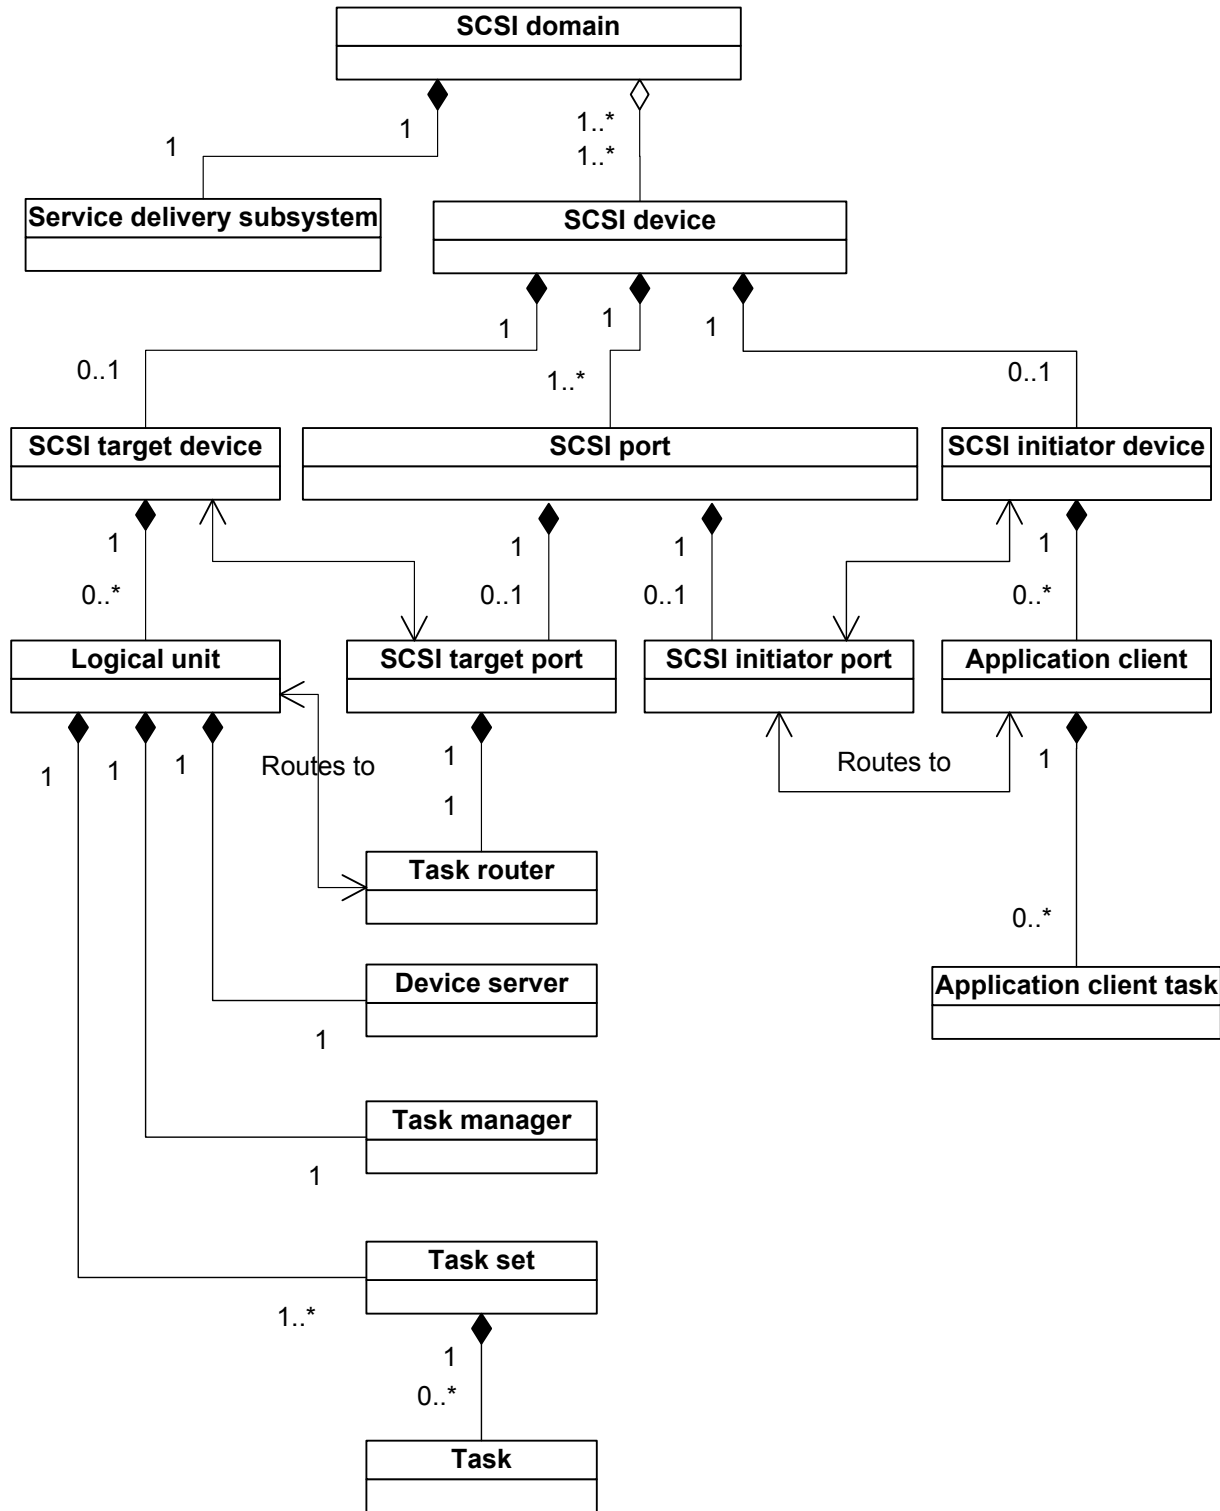 SCSI domain
1
1..*
1
1..*
Service delivery subsystem
SCSI device
1
1
1
0..1
1..*
0..1
SCSI target device
SCSI port
SCSI initiator device
1
1
1
1
0..*
0..1
0..1
0..*
Logical unit
SCSI target port
SCSI initiator port
Application client
1
1
1
Routes to
1
Routes to
1
1
Task router
0..*
Device server
Application client task
1
Task manager
1
Task set
1..*
1
0..*
Task